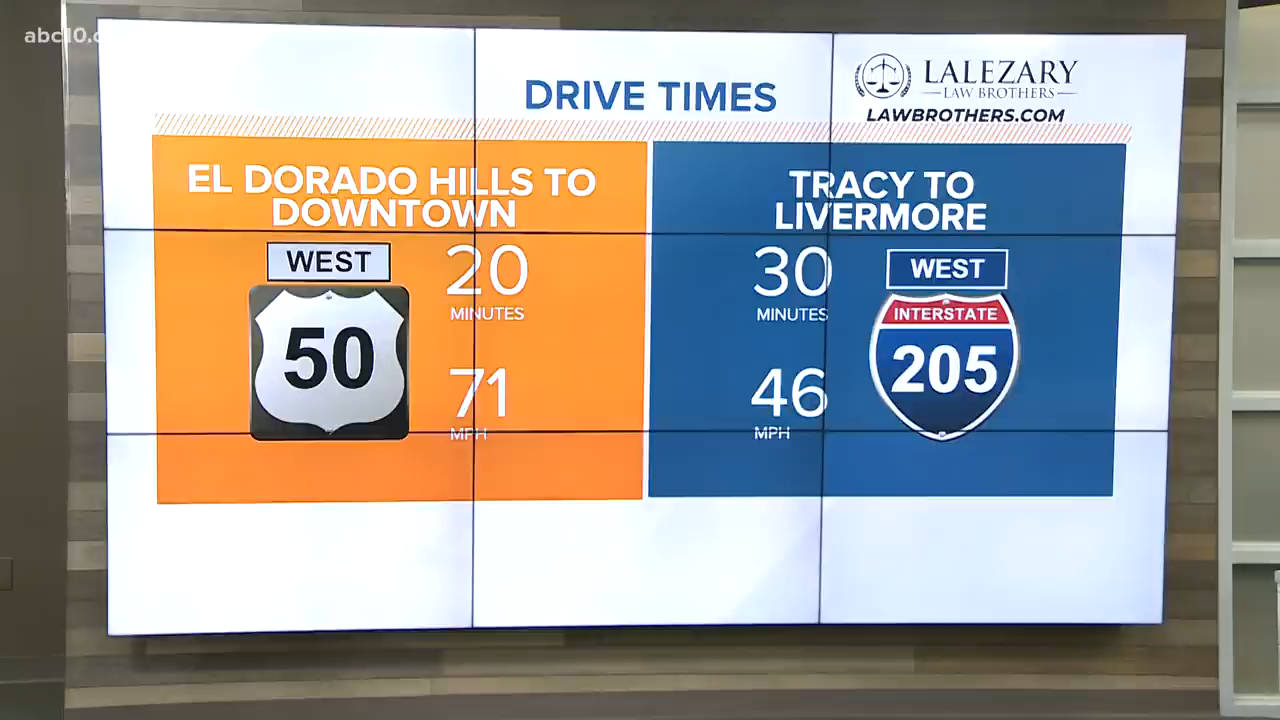 abc10.c
DRIVE TIMES
LALEZARY
LAW BROTHERS
LAWBROTHERS.COM
EL DORADO HILLS TO
DOWNTOWN
WEST
50
20
MINUTES
71
MPH
TRACY TO
LIVERMORE
30
MINUTES
46
MPH
WEST
INTERSTATE
205